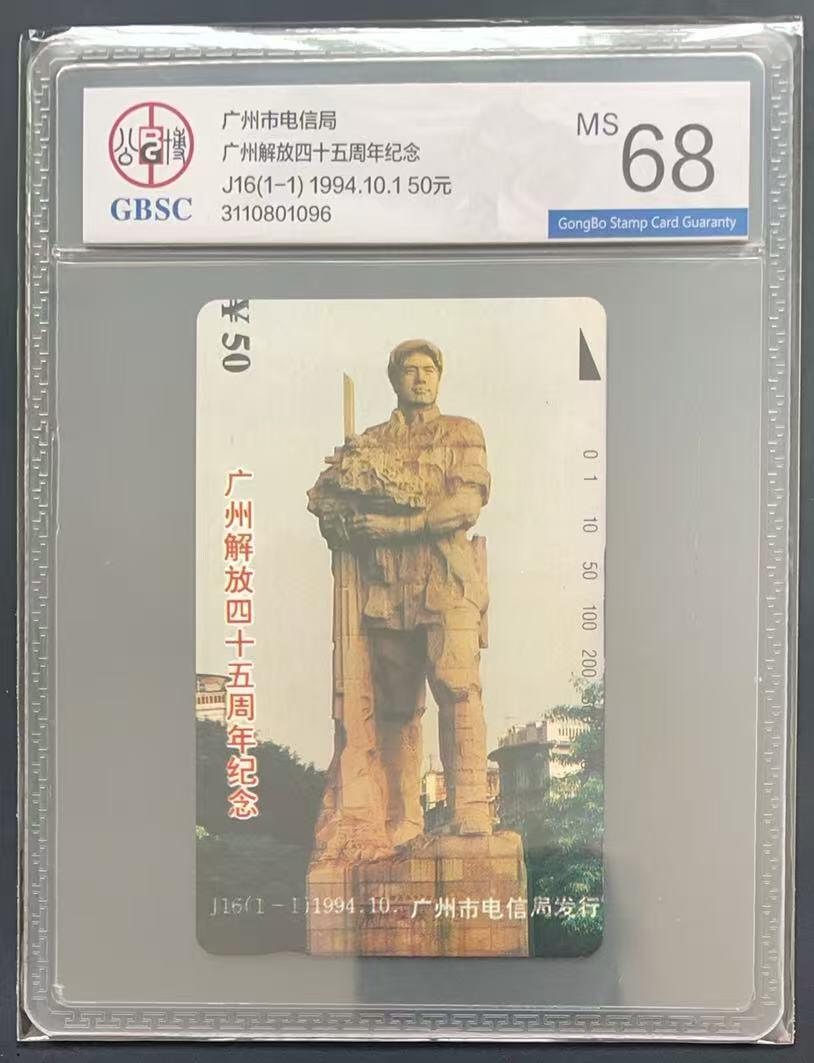 公博
BG
GBSC
广州市电信局
广州解放四十五周年纪念
J16(1-1) 1994.10.1 50元
3110801096
MS 68
GongBo Stamp Card Guaranty
¥50
广州解放四十五周年纪念
0 1 10 50 100 200
J16(1-1)1994.10. 广州市电信局发行